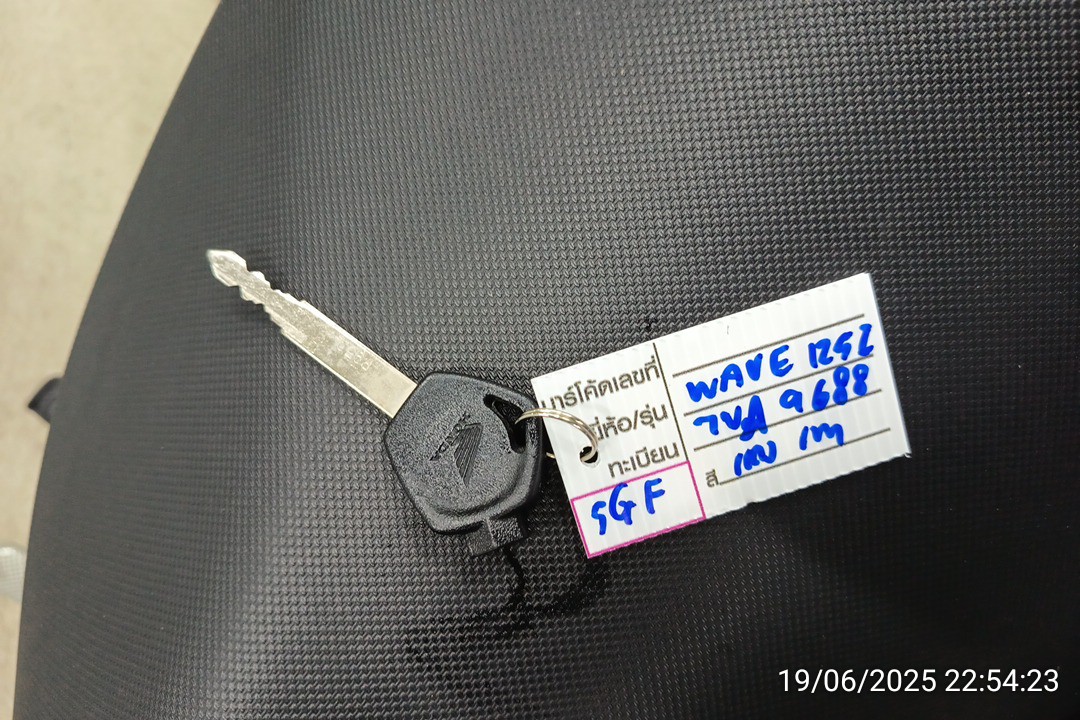 บาร์โค้ดเลขที่
ยี่ห้อ/รุ่น WAVE 125I
ทะเบียน 9688
สี
5GF
19/06/2025 22:54:23